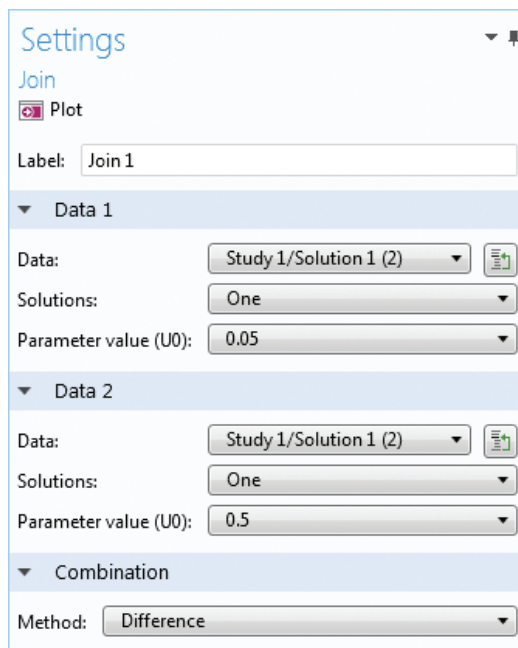 Settings
Join
Plot
Label: Join 1
Data 1
Data: Study 1/Solution 1 (2)
Solutions: One
Parameter value (U0): 0.05
Data 2
Data: Study 1/Solution 1 (2)
Solutions: One
Parameter value (U0): 0.5
Combination
Method: Difference